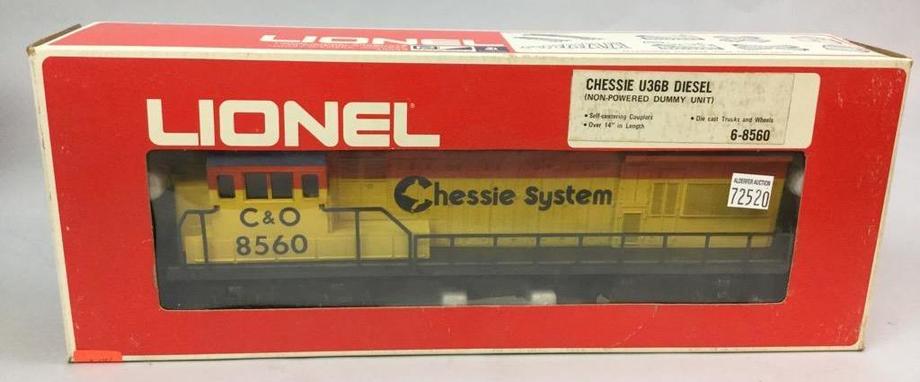 LIONEL
CHESSIE U36B DIESEL
(NON-POWERED DUMMY UNIT)
• Self-centering Couplers • Die cast Trucks and Wheels
• Over 14" in Length
6-8560
LIONEL
ALDERFER AUCTION
72520
Chessie System
C & O
8560